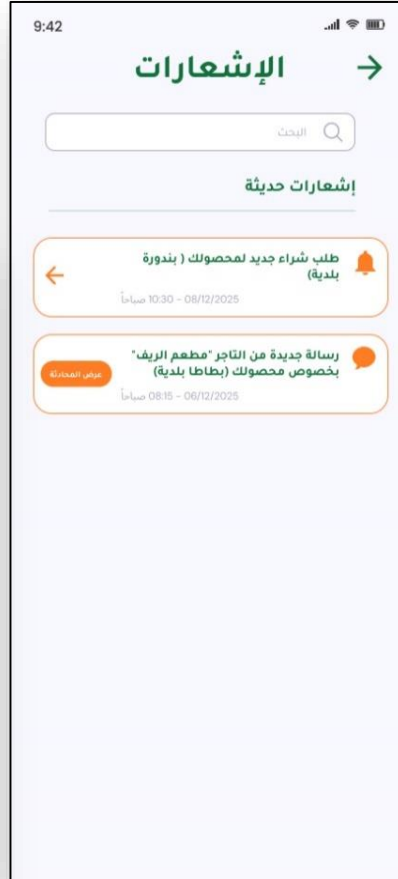 9:42
الإشعارات
البحث
إشعارات حديثة
طلب شراء جديد لمحصولك ( بندورة
بلدية)
08/12/2025 - 10:30 صباحاً
رسالة جديدة من التاجر "مطعم الريف"
بخصوص محصولك (بطاطا بلدية)
عرض المحادثة
06/12/2025 - 08:15 صباحاً